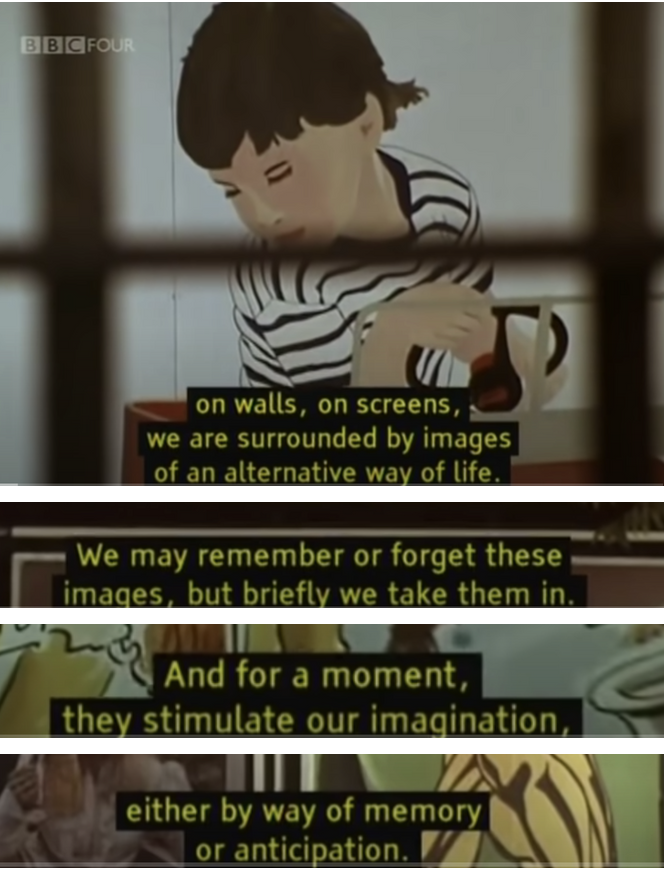 BBC FOUR
on walls, on screens,
we are surrounded by images
of an alternative way of life.
We may remember or forget these
images, but briefly we take them in.
And for a moment,
they stimulate our imagination,
either by way of memory
or anticipation.